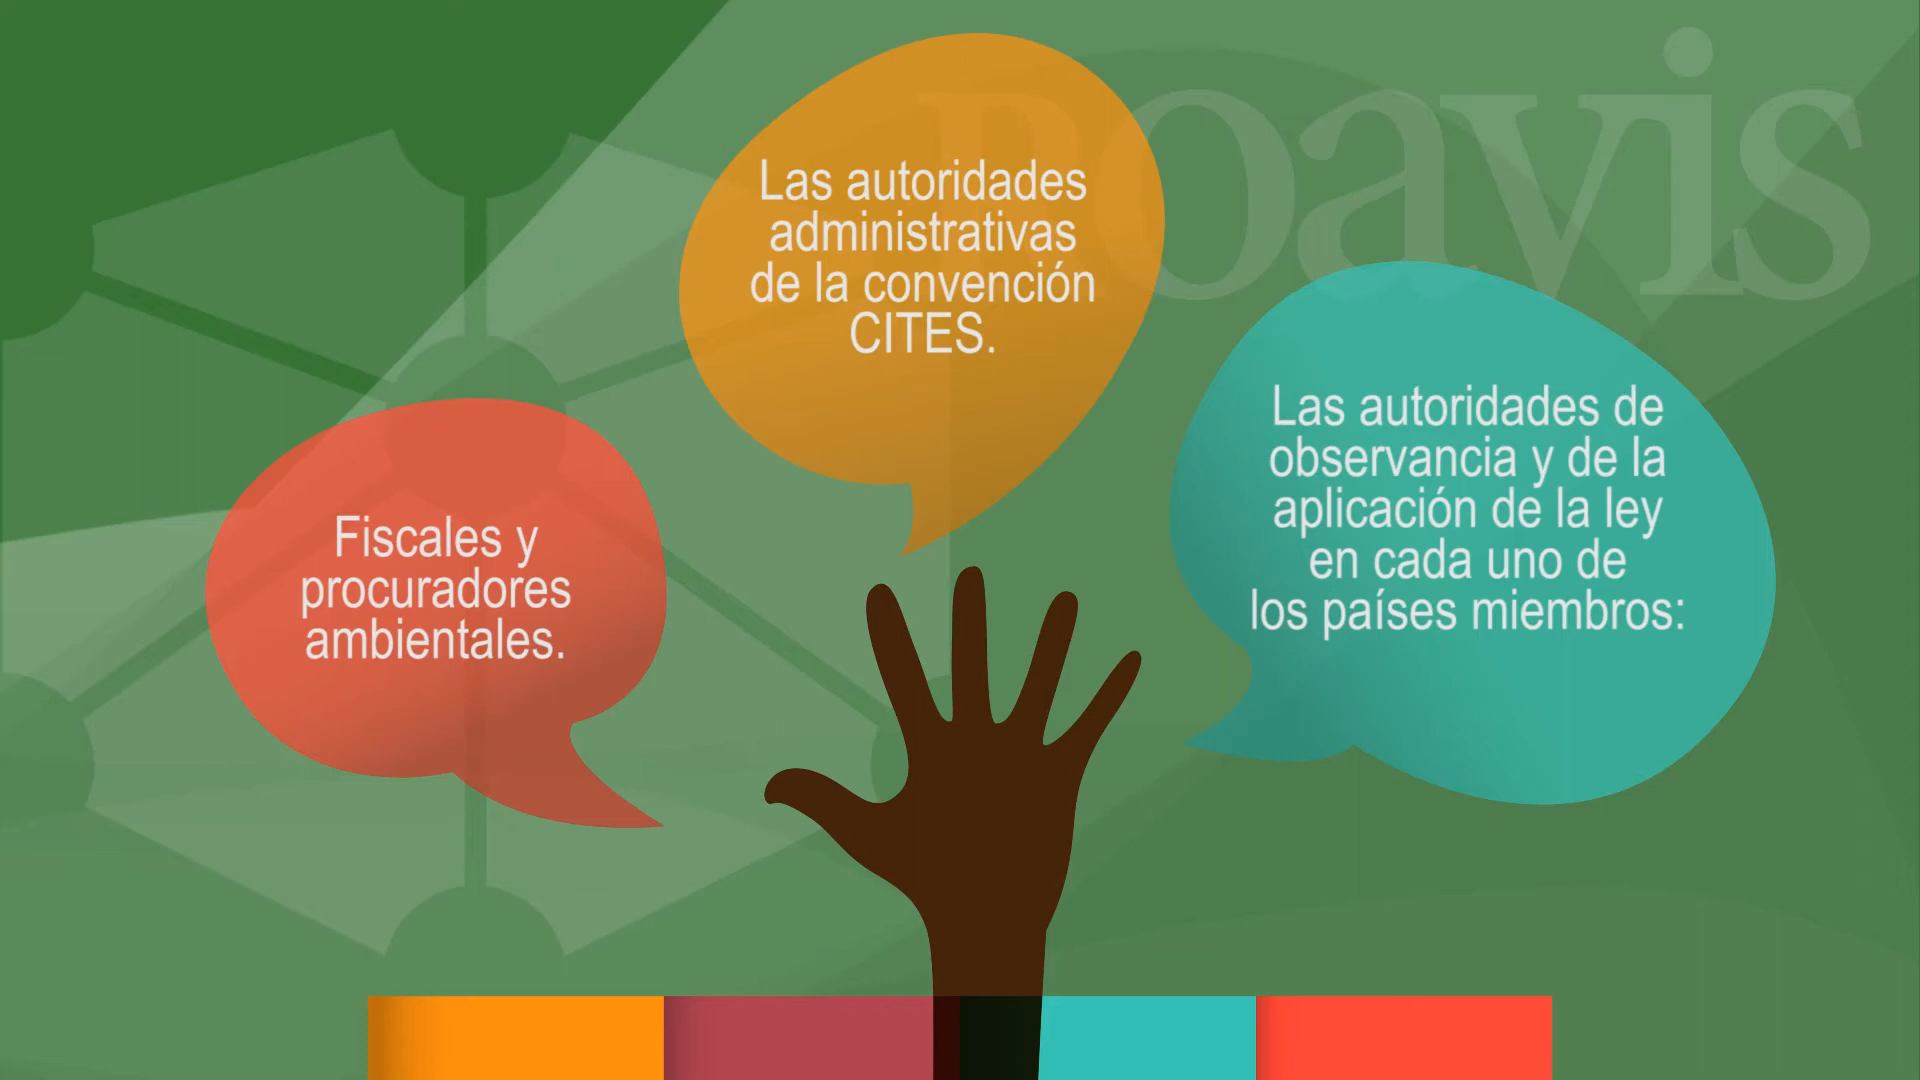 Roavis
Las autoridades
administrativas
de la convención
CITES.
Las autoridades de
observancia y de la
aplicación de la ley
en cada uno de
los países miembros:
Fiscales y
procuradores
ambientales.